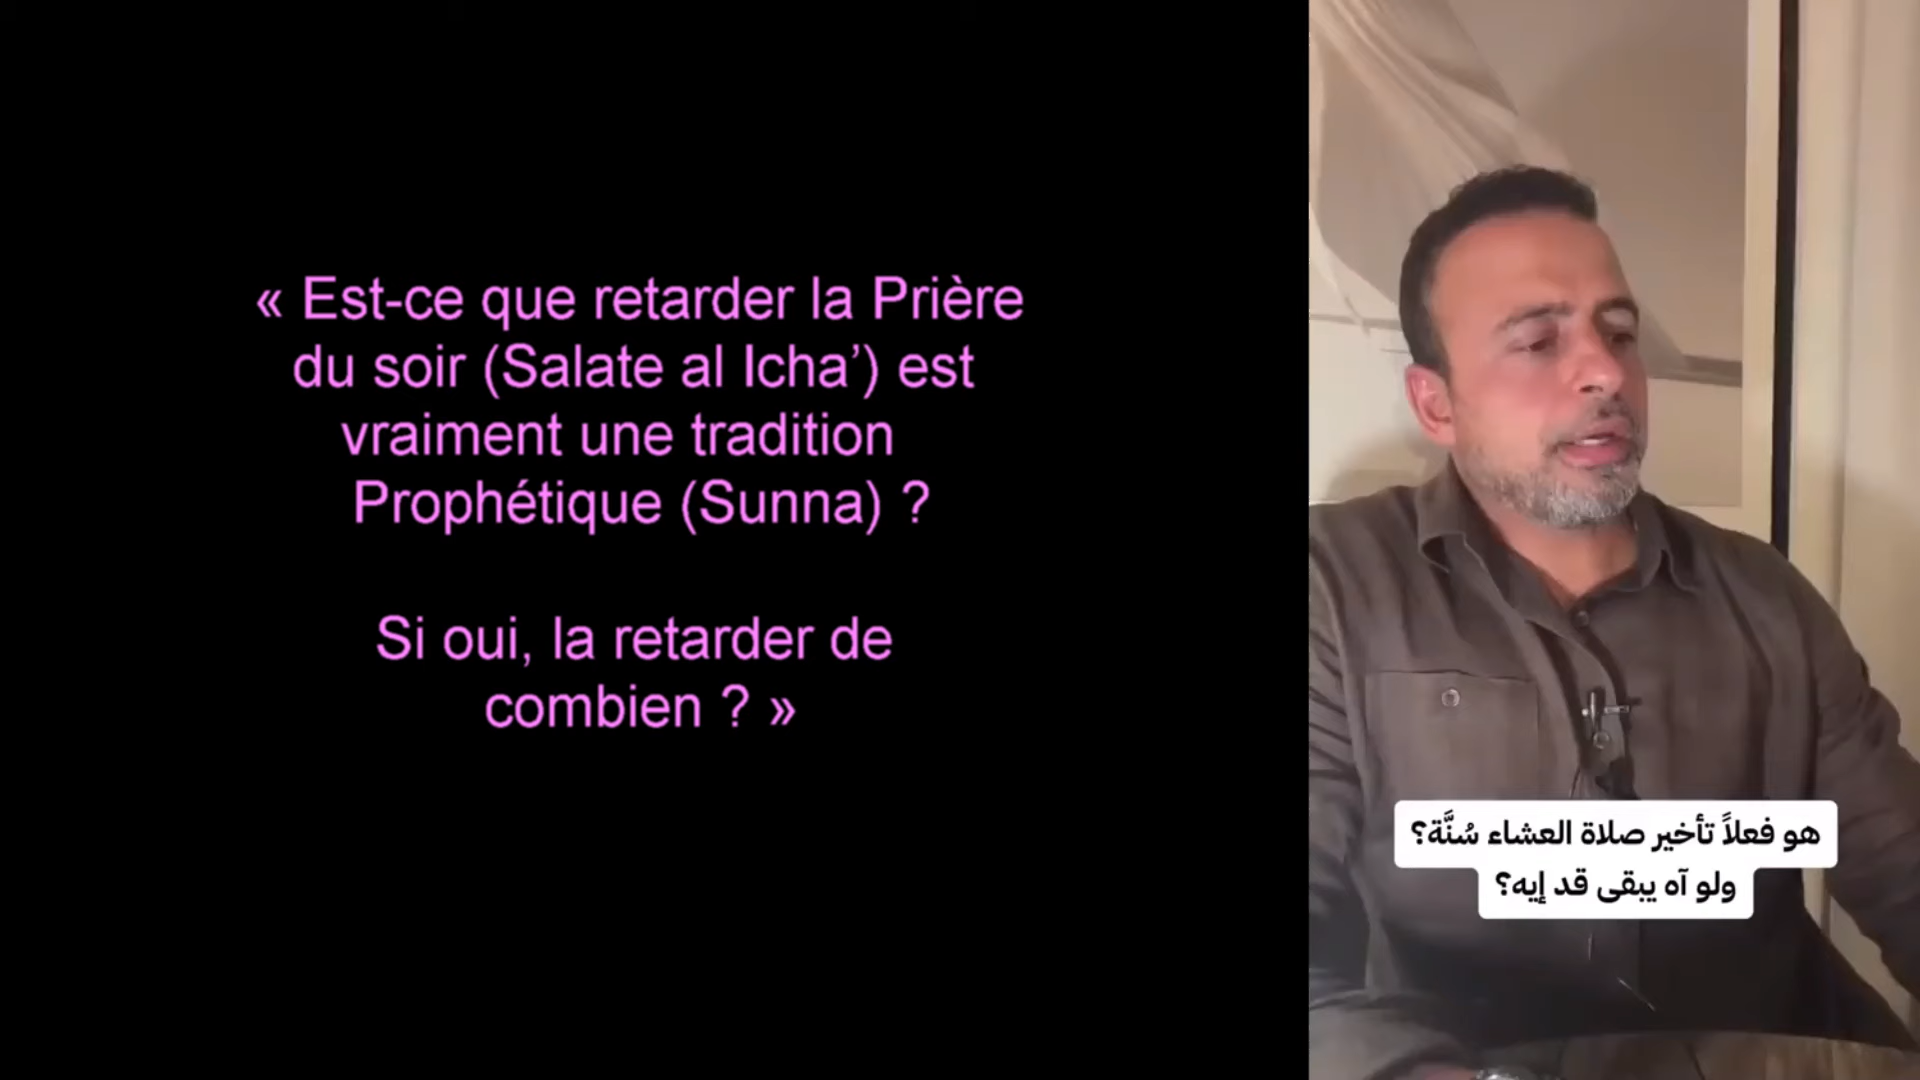 « Est-ce que retarder la Prière
du soir (Salate al Icha’) est
vraiment une tradition
Prophétique (Sunna) ?
Si oui, la retarder de
combien ? »
هو فعلاً تأخير صلاة العشاء سُنَّة؟
ولو آه يبقى قد إيه؟